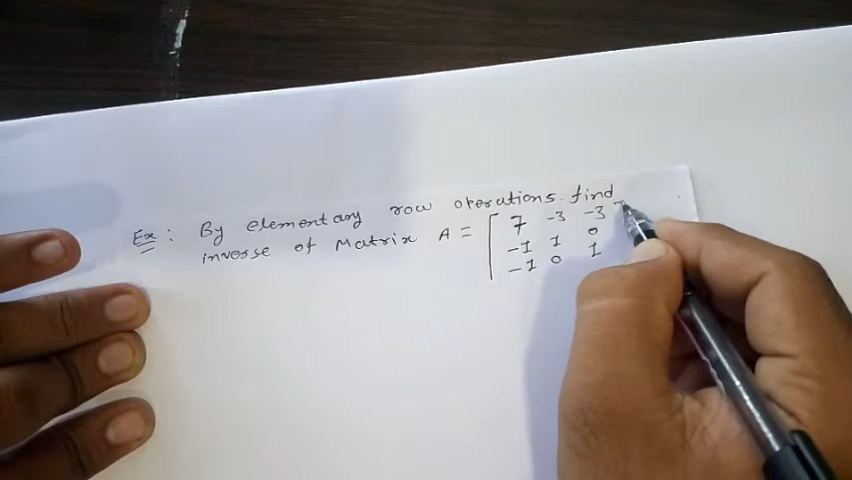 Ex : By elementary row operations find
inverse of Matrix A = [ 7 -3 -3
-1 1 0
-1 0 1